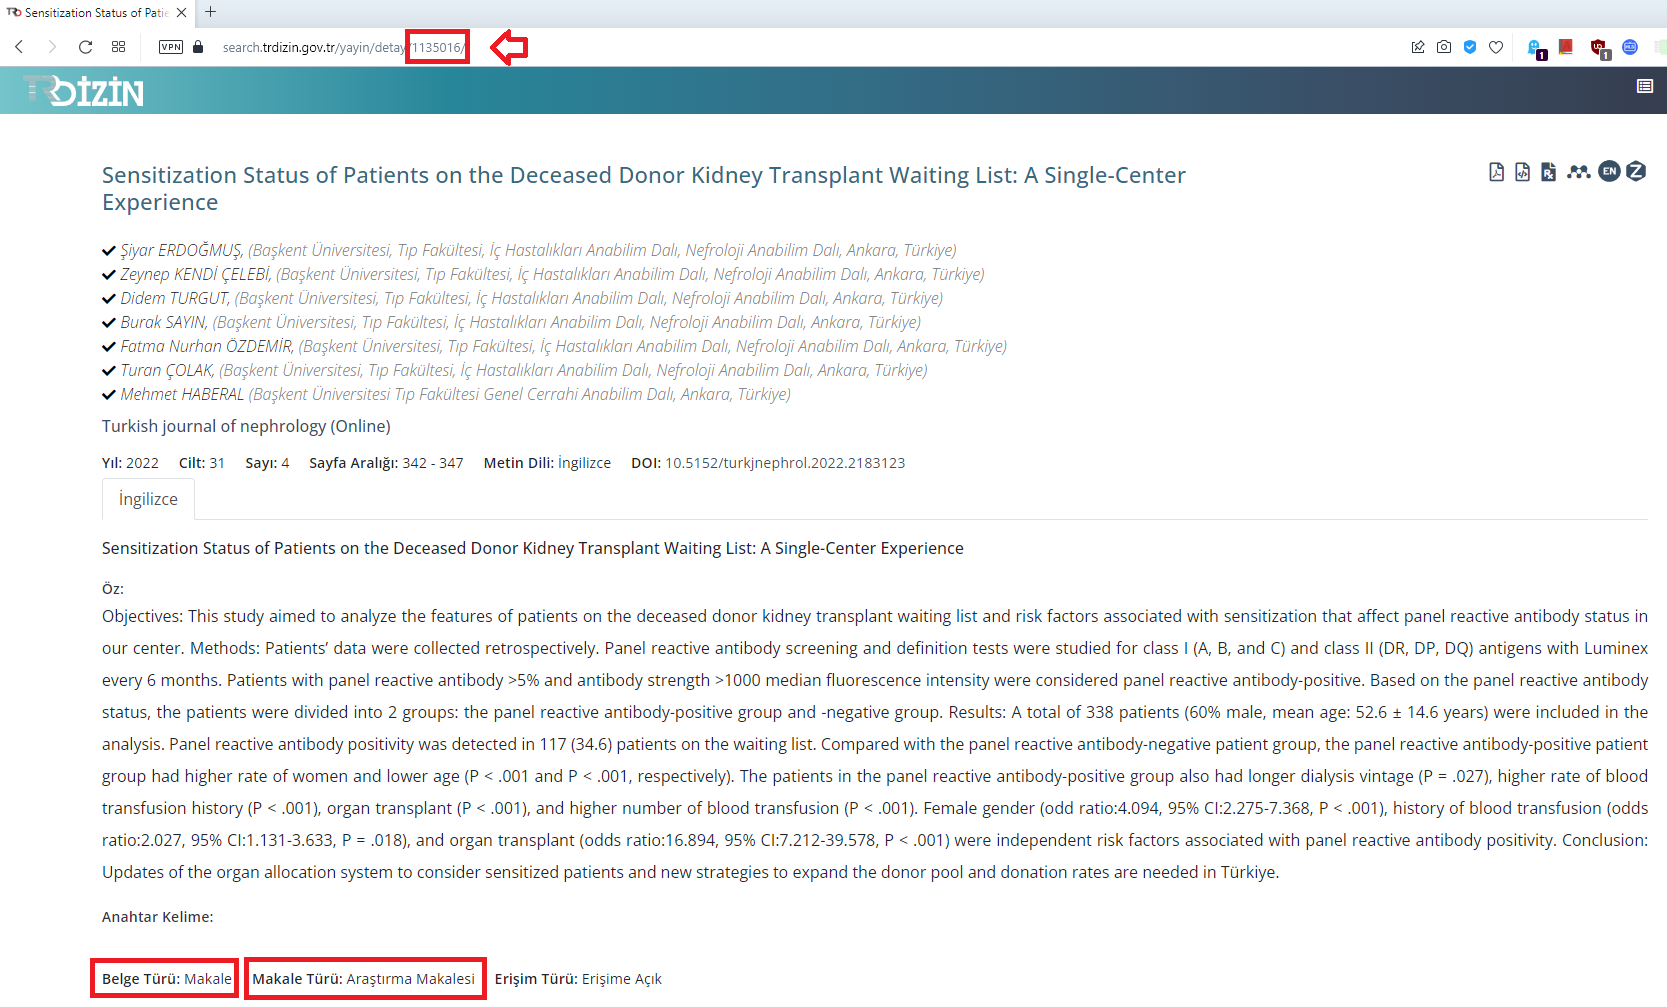 TRD Sensitization Status of Patie
VPN search.trdizin.gov.tr/yayin/detay/1135016/
1 1
TRDİZİN
Sensitization Status of Patients on the Deceased Donor Kidney Transplant Waiting List: A Single-Center
Experience
EN Z
Şiyar ERDOĞMUŞ, (Başkent Üniversitesi, Tıp Fakültesi, İç Hastalıkları Anabilim Dalı, Nefroloji Anabilim Dalı, Ankara, Türkiye)
Zeynep KENDİ ÇELEBİ, (Başkent Üniversitesi, Tıp Fakültesi, İç Hastalıkları Anabilim Dalı, Nefroloji Anabilim Dalı, Ankara, Türkiye)
Didem TURGUT, (Başkent Üniversitesi, Tıp Fakültesi, İç Hastalıkları Anabilim Dalı, Nefroloji Anabilim Dalı, Ankara, Türkiye)
Burak SAYIN, (Başkent Üniversitesi, Tıp Fakültesi, İç Hastalıkları Anabilim Dalı, Nefroloji Anabilim Dalı, Ankara, Türkiye)
Fatma Nurhan ÖZDEMİR, (Başkent Üniversitesi, Tıp Fakültesi, İç Hastalıkları Anabilim Dalı, Nefroloji Anabilim Dalı, Ankara, Türkiye)
Turan ÇOLAK, (Başkent Üniversitesi, Tıp Fakültesi, İç Hastalıkları Anabilim Dalı, Nefroloji Anabilim Dalı, Ankara, Türkiye)
Mehmet HABERAL (Başkent Üniversitesi Tıp Fakültesi Genel Cerrahi Anabilim Dalı, Ankara, Türkiye)
Turkish journal of nephrology (Online)
Yıl: 2022 Cilt: 31 Sayı: 4 Sayfa Aralığı: 342 - 347 Metin Dili: İngilizce DOI: 10.5152/turkjnephrol.2022.2183123
İngilizce
Sensitization Status of Patients on the Deceased Donor Kidney Transplant Waiting List: A Single-Center Experience
Öz:
Objectives: This study aimed to analyze the features of patients on the deceased donor kidney transplant waiting list and risk factors associated with sensitization that affect panel reactive antibody status in
our center. Methods: Patients’ data were collected retrospectively. Panel reactive antibody screening and definition tests were studied for class I (A, B, and C) and class II (DR, DP, DQ) antigens with Luminex
every 6 months. Patients with panel reactive antibody >5% and antibody strength >1000 median fluorescence intensity were considered panel reactive antibody-positive. Based on the panel reactive antibody
status, the patients were divided into 2 groups: the panel reactive antibody-positive group and -negative group. Results: A total of 338 patients (60% male, mean age: 52.6 ± 14.6 years) were included in the
analysis. Panel reactive antibody positivity was detected in 117 (34.6) patients on the waiting list. Compared with the panel reactive antibody-negative patient group, the panel reactive antibody-positive patient
group had higher rate of women and lower age (P < .001 and P < .001, respectively). The patients in the panel reactive antibody-positive group also had longer dialysis vintage (P = .027), higher rate of blood
transfusion history (P < .001), organ transplant (P < .001), and higher number of blood transfusion (P < .001). Female gender (odd ratio:4.094, 95% CI:2.275-7.368, P < .001), history of blood transfusion (odds
ratio:2.027, 95% CI:1.131-3.633, P = .018), and organ transplant (odds ratio:16.894, 95% CI:7.212-39.578, P < .001) were independent risk factors associated with panel reactive antibody positivity. Conclusion:
Updates of the organ allocation system to consider sensitized patients and new strategies to expand the donor pool and donation rates are needed in Türkiye.
Anahtar Kelime:
Belge Türü: Makale Makale Türü: Araştırma Makalesi Erişim Türü: Erişime Açık